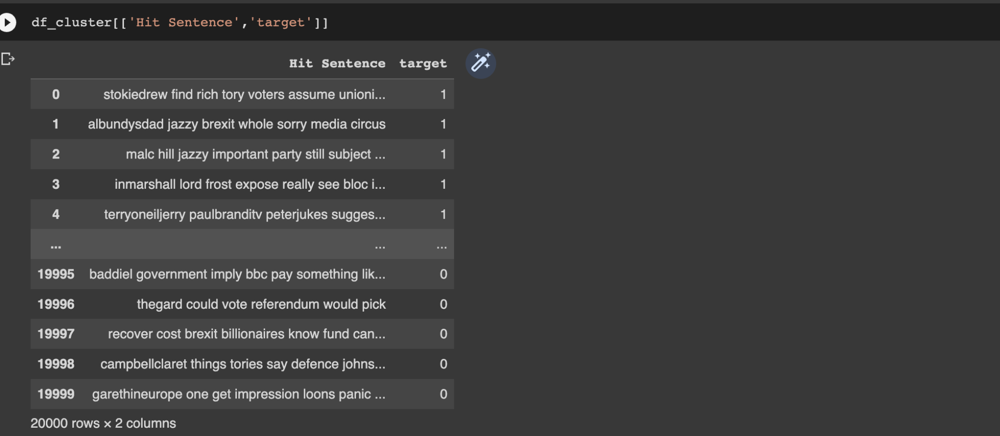 df_cluster[['Hit Sentence','target']]
Hit Sentence target
0 stokiedrew find rich tory voters assume unioni... 1
1 albundysdad jazzy brexit whole sorry media circus 1
2 malc hill jazzy important party still subject ... 1
3 inmarshall lord frost expose really see bloc i... 1
4 terryoneiljerry paulbranditv peterjukes sugges... 1
... ... ...
19995 baddiel government imply bbc pay something lik... 0
19996 thegard could vote referendum would pick 0
19997 recover cost brexit billionaires know fund can... 0
19998 campbellclaret things tories say defence johns... 0
19999 garethineurope one get impression loons panic ... 0
20000 rows × 2 columns